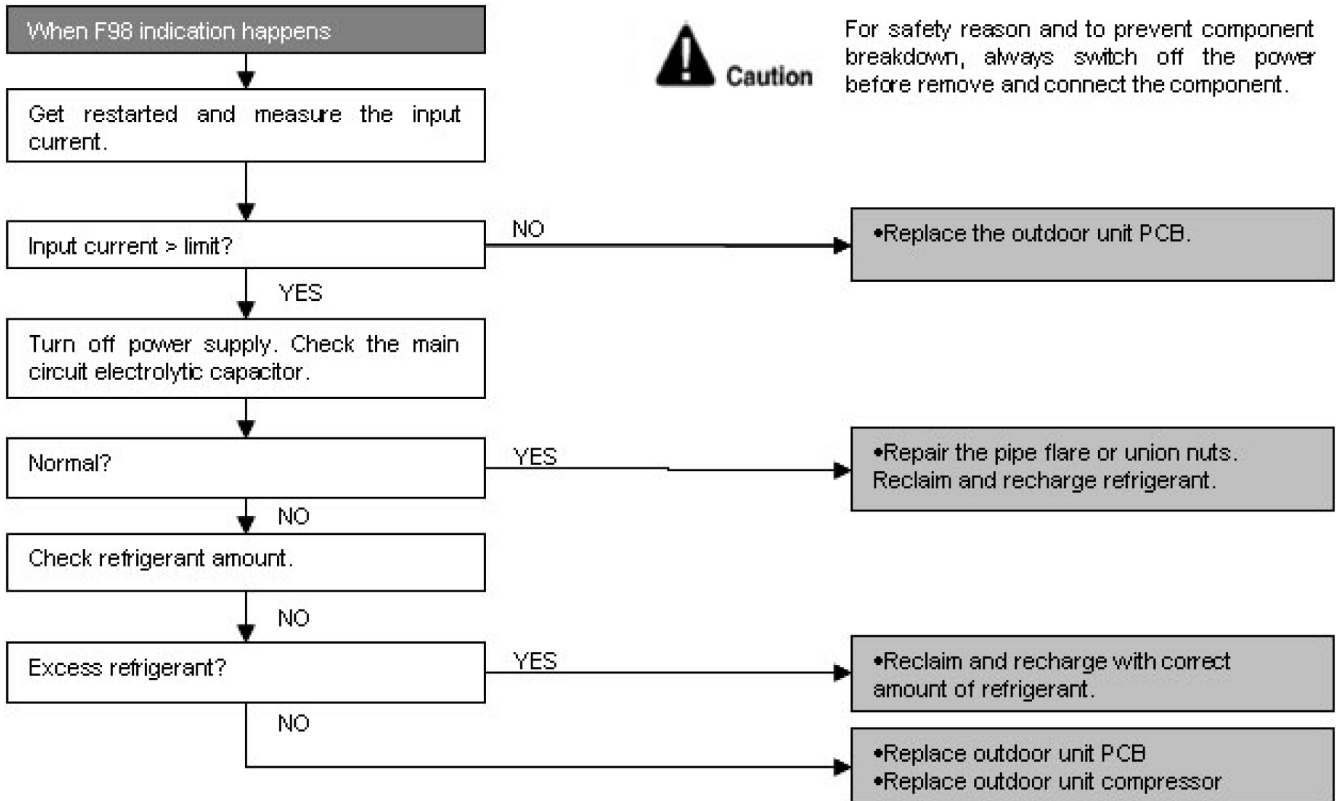 When F98 indication happens
Caution
For safety reason and to prevent component
breakdown, always switch off the power
before remove and connect the component.
Get restarted and measure the input
current.
Input current > limit?
NO
•Replace the outdoor unit PCB.
YES
Turn off power supply. Check the main
circuit electrolytic capacitor.
Normal?
YES
•Repair the pipe flare or union nuts.
Reclaim and recharge refrigerant.
NO
Check refrigerant amount.
NO
Excess refrigerant?
YES
•Reclaim and recharge with correct
amount of refrigerant.
NO
•Replace outdoor unit PCB
•Replace outdoor unit compressor